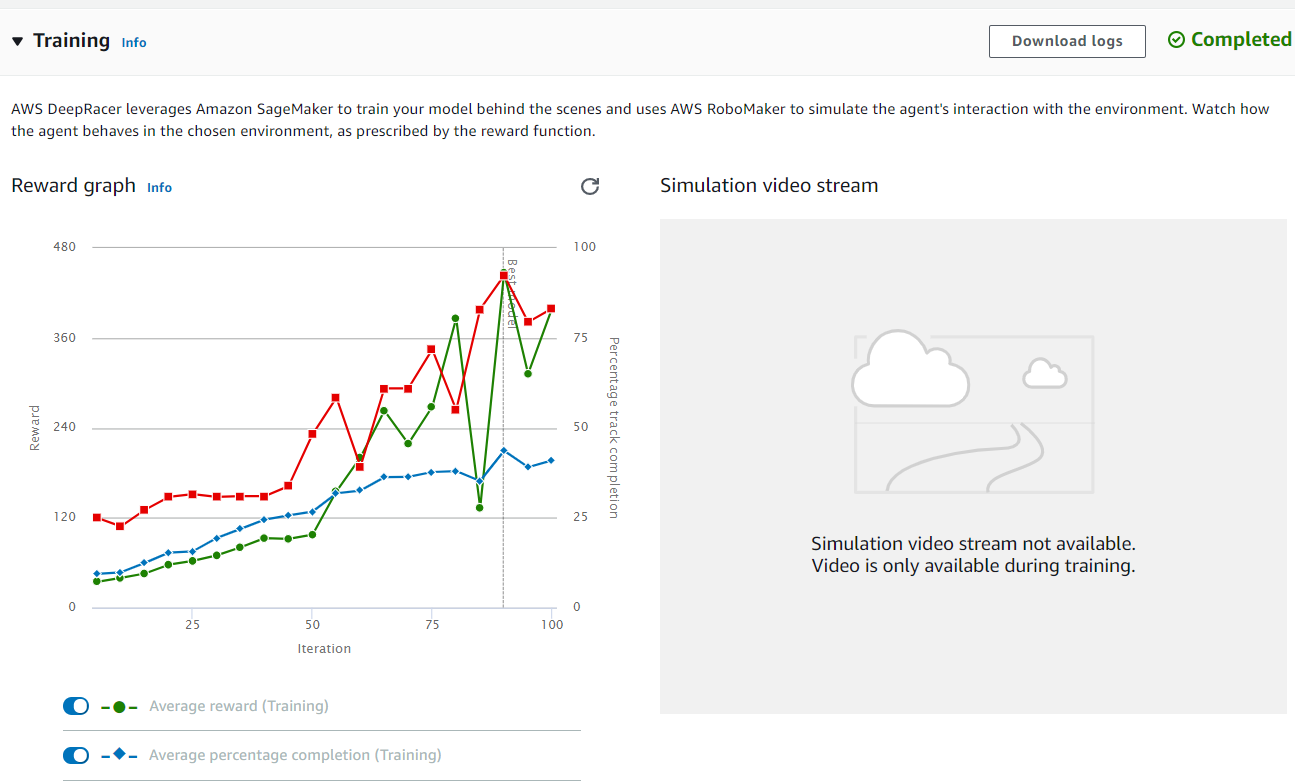 Training Info
Download logs
Completed
AWS DeepRacer leverages Amazon SageMaker to train your model behind the scenes and uses AWS RoboMaker to simulate the agent's interaction with the environment. Watch how
the agent behaves in the chosen environment, as prescribed by the reward function.
Reward graph Info
480
360
240
120
0
Reward
100
75
50
25
0
Percentage track completion
Best model
25 50 75 100
Iteration
Average reward (Training)
Average percentage completion (Training)
Simulation video stream
Simulation video stream not available.
Video is only available during training.